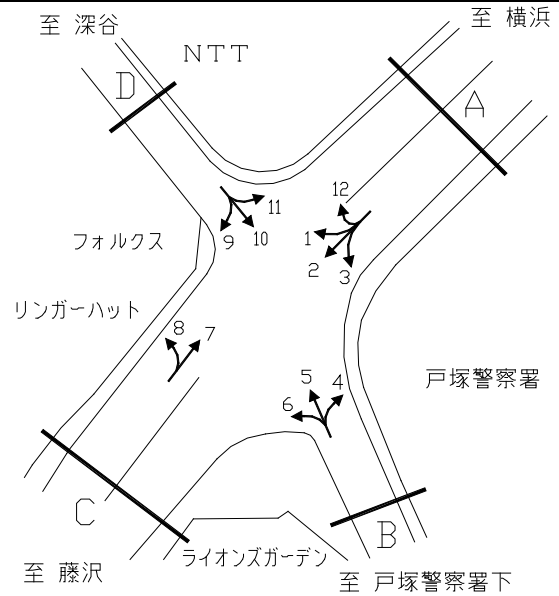 至 深谷
至 横浜
NTT
D
A
12
11
10
9
1
2
3
フォルクス
リンガーハット
8
7
5
4
6
戸塚警察署
C
B
ライオンズガーデン
至 藤沢
至 戸塚警察署下